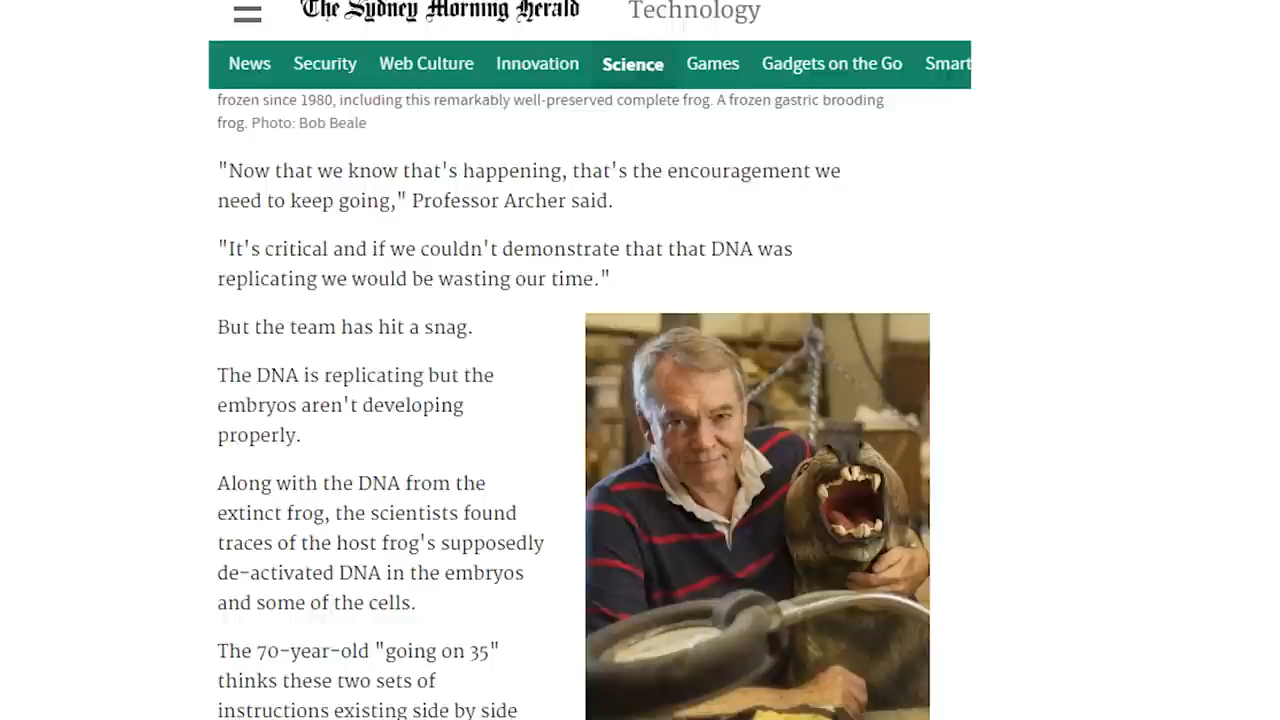 The Sydney Morning Herald Technology
News Security Web Culture Innovation Science Games Gadgets on the Go Smart
frozen since 1980, including this remarkably well-preserved complete frog. A frozen gastric brooding
frog. Photo: Bob Beale
"Now that we know that's happening, that's the encouragement we
need to keep going," Professor Archer said.
"It's critical and if we couldn't demonstrate that that DNA was
replicating we would be wasting our time."
But the team has hit a snag.
The DNA is replicating but the
embryos aren't developing
properly.
Along with the DNA from the
extinct frog, the scientists found
traces of the host frog's supposedly
de-activated DNA in the embryos
and some of the cells.
The 70-year-old "going on 35"
thinks these two sets of
instructions existing side by side